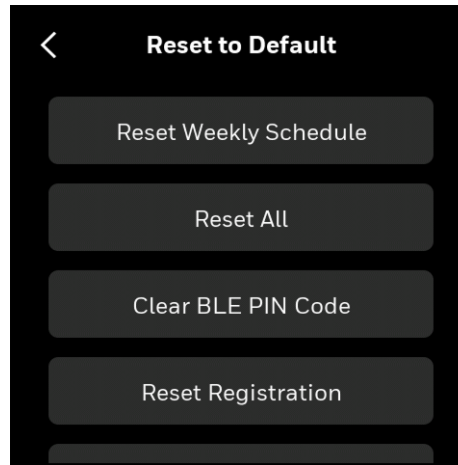 Reset to Default
Reset Weekly Schedule
Reset All
Clear BLE PIN Code
Reset Registration